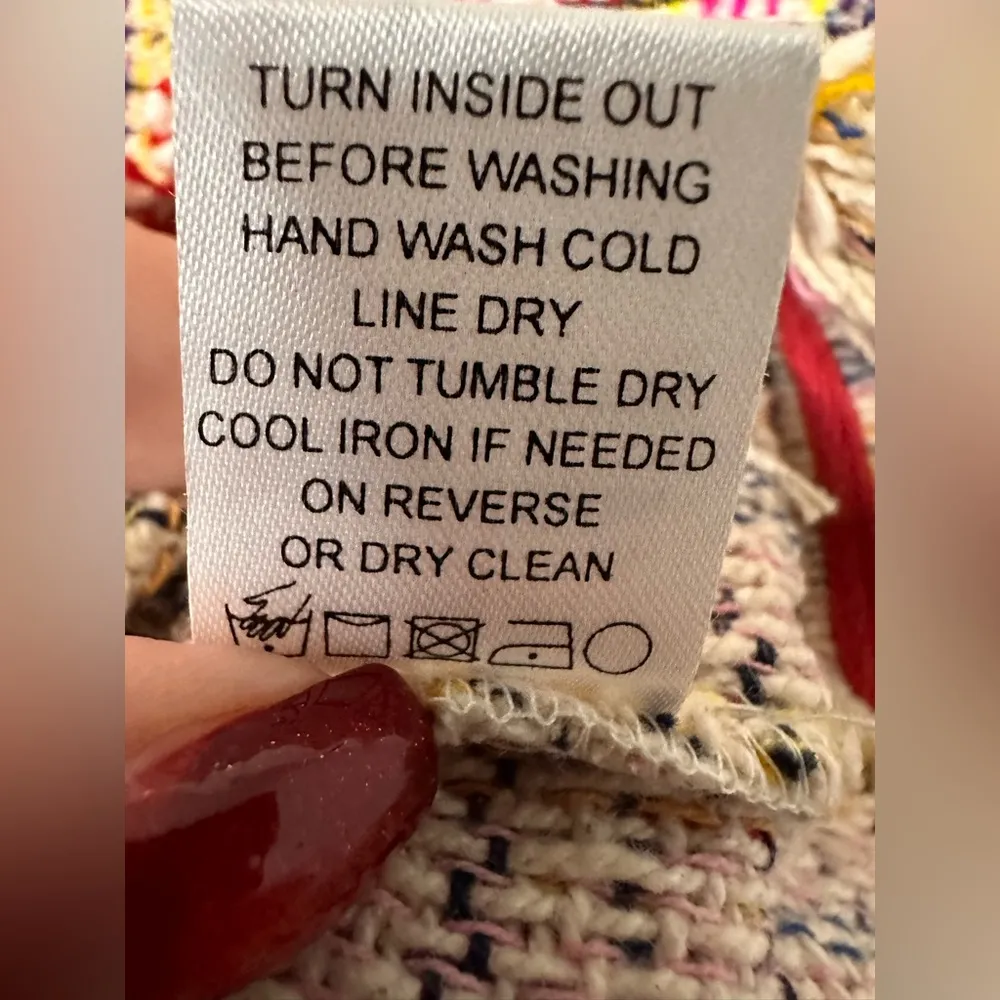 TURN INSIDE OUT
BEFORE WASHING
HAND WASH COLD
LINE DRY
DO NOT TUMBLE DRY
COOL IRON IF NEEDED
ON REVERSE
OR DRY CLEAN